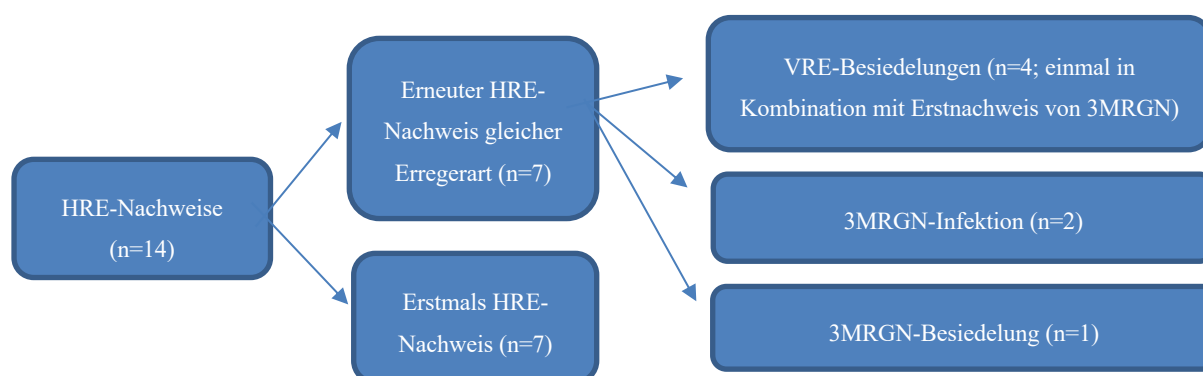 HRE-Nachweise
(n=14)
Erneuter HRE-
Nachweis gleicher
Erregerart (n=7)
Erstmals HRE-
Nachweis (n=7)
VRE-Besiedelungen (n=4; einmal in
Kombination mit Erstnachweis von 3MRGN)
3MRGN-Infektion (n=2)
3MRGN-Besiedelung (n=1)